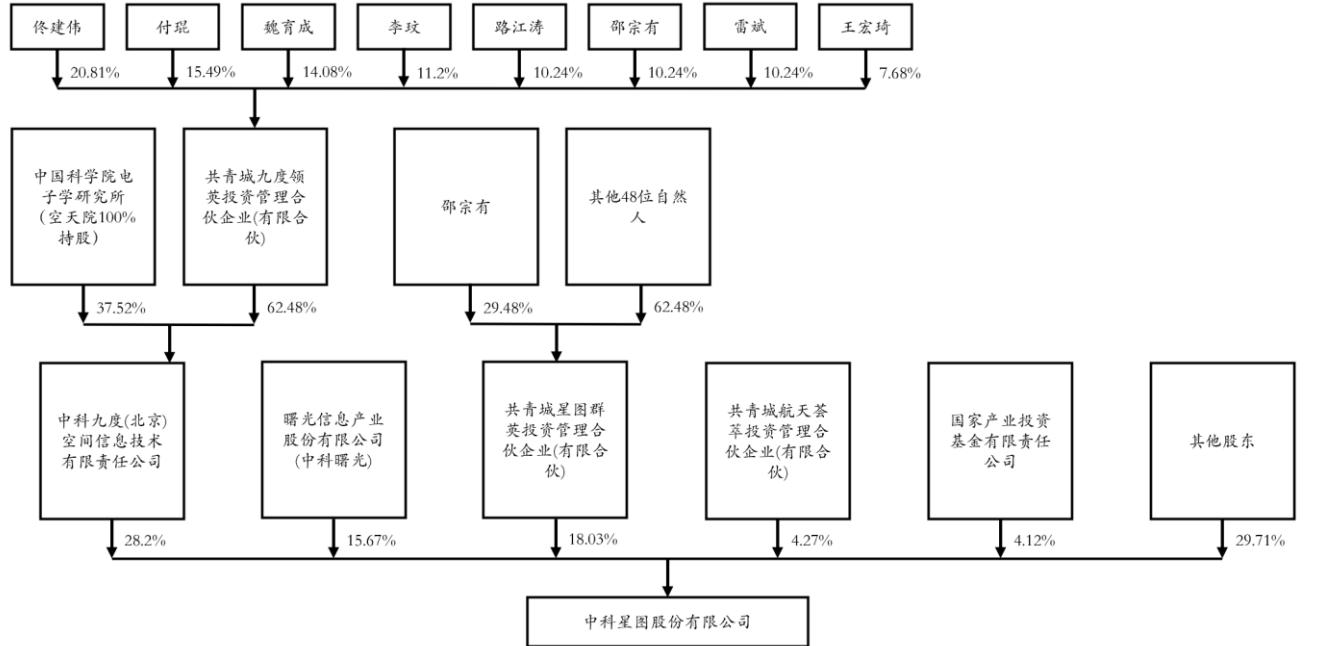 佟建伟
付琨
魏育成
李玟
路江涛
邵宗有
雷斌
王宏琦
20.81%
15.49%
14.08%
11.2%
10.24%
10.24%
10.24%
7.68%
中国科学院电
子学研究所
（空天院100%
持股）
共青城九度领
英投资管理合
伙企业(有限合
伙)
邵宗有
其他48位自然
人
37.52%
62.48%
29.48%
62.48%
中科九度(北京)
空间信息技术
有限责任公司
曙光信息产业
股份有限公司
(中科曙光)
共青城星图群
英投资管理合
伙企业(有限合
伙)
共青城航天荟
萃投资管理合
伙企业(有限合
伙)
国家产业投资
基金有限责任
公司
其他股东
28.2%
15.67%
18.03%
4.27%
4.12%
29.71%
中科星图股份有限公司